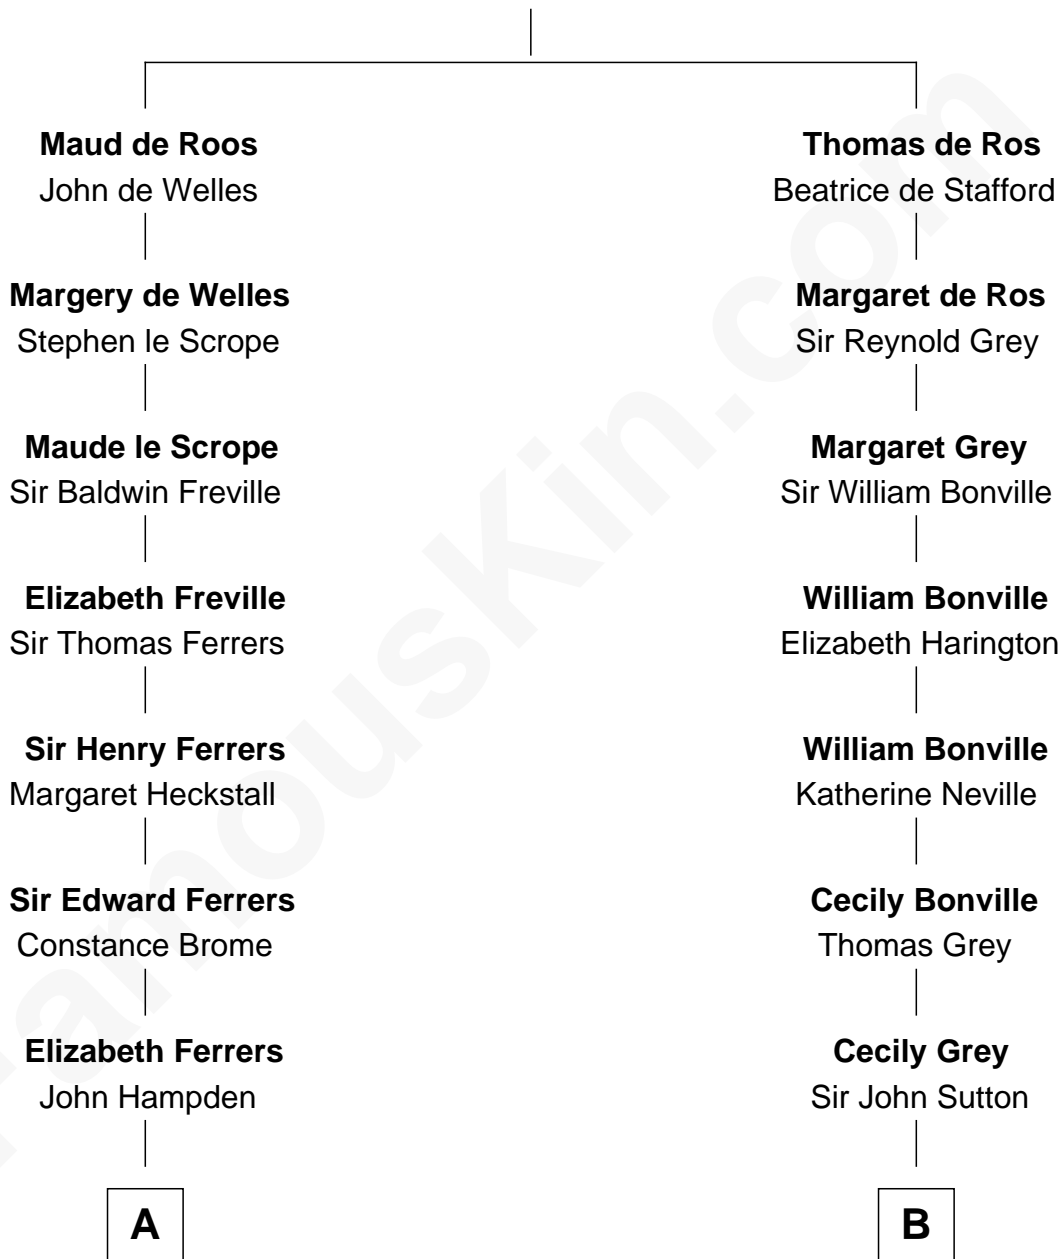 Maud de Roos
John de Welles
Thomas de Ros
Beatrice de Stafford
Margery de Welles
Stephen le Scrope
Margaret de Ros
Sir Reynold Grey
Maude le Scrope
Sir Baldwin Freville
Margaret Grey
Sir William Bonville
Elizabeth Freville
Sir Thomas Ferrers
William Bonville
Elizabeth Harington
Sir Henry Ferrers
Margaret Heckstall
William Bonville
Katherine Neville
Sir Edward Ferrers
Constance Brome
Cecily Bonville
Thomas Grey
Elizabeth Ferrers
John Hampden
Cecily Grey
Sir John Sutton
A
B
FamousKin.com